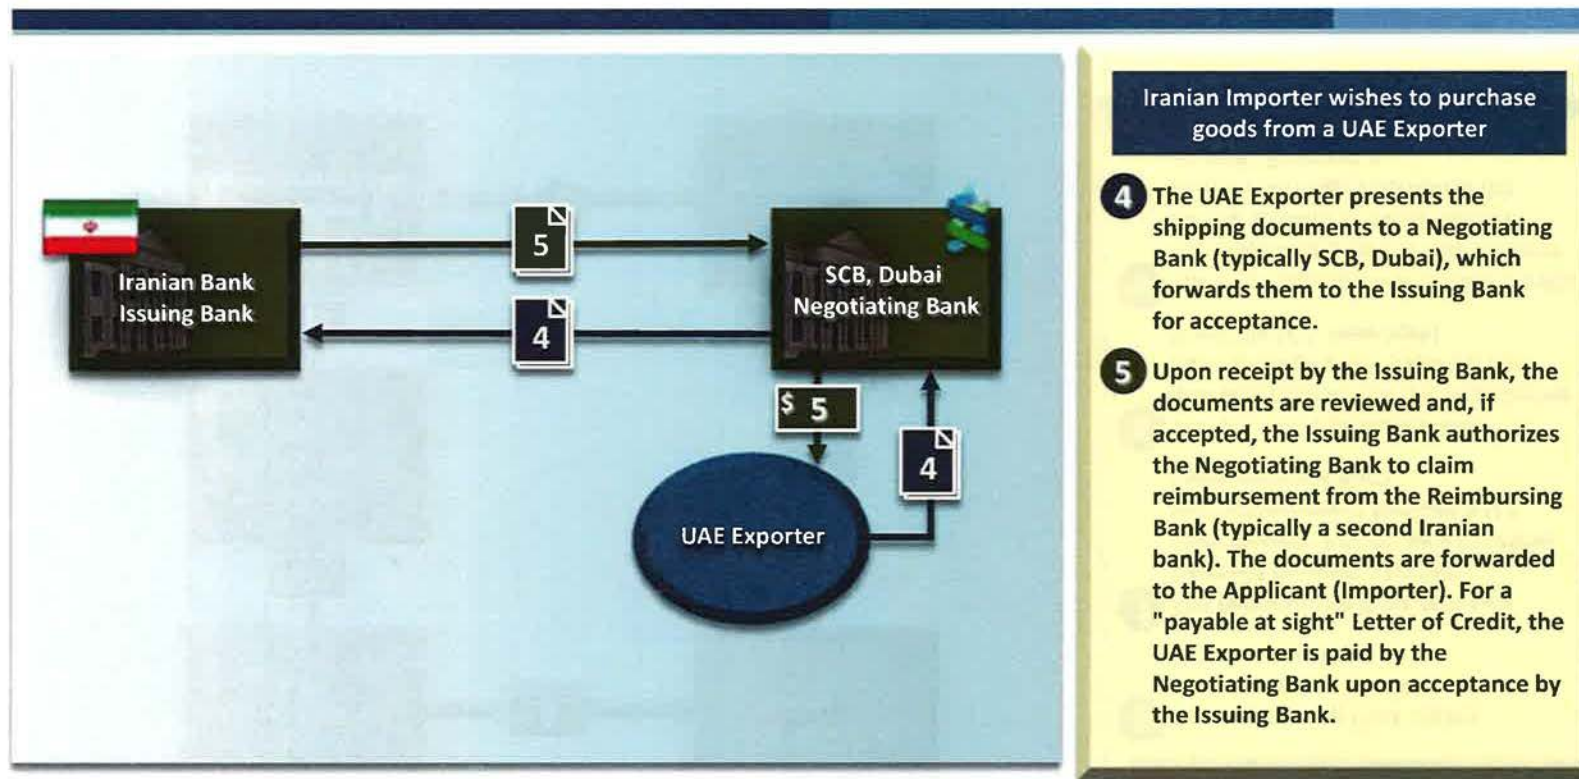 Iranian Importer wishes to purchase
goods from a UAE Exporter
5
Iranian Bank
Issuing Bank
SCB, Dubai
Negotiating Bank
4
$ 5
4
UAE Exporter
4 The UAE Exporter presents the
shipping documents to a Negotiating
Bank (typically SCB, Dubai), which
forwards them to the Issuing Bank
for acceptance.
5 Upon receipt by the Issuing Bank, the
documents are reviewed and, if
accepted, the Issuing Bank authorizes
the Negotiating Bank to claim
reimbursement from the Reimbursing
Bank (typically a second Iranian
bank). The documents are forwarded
to the Applicant (Importer). For a
"payable at sight" Letter of Credit, the
UAE Exporter is paid by the
Negotiating Bank upon acceptance by
the Issuing Bank.